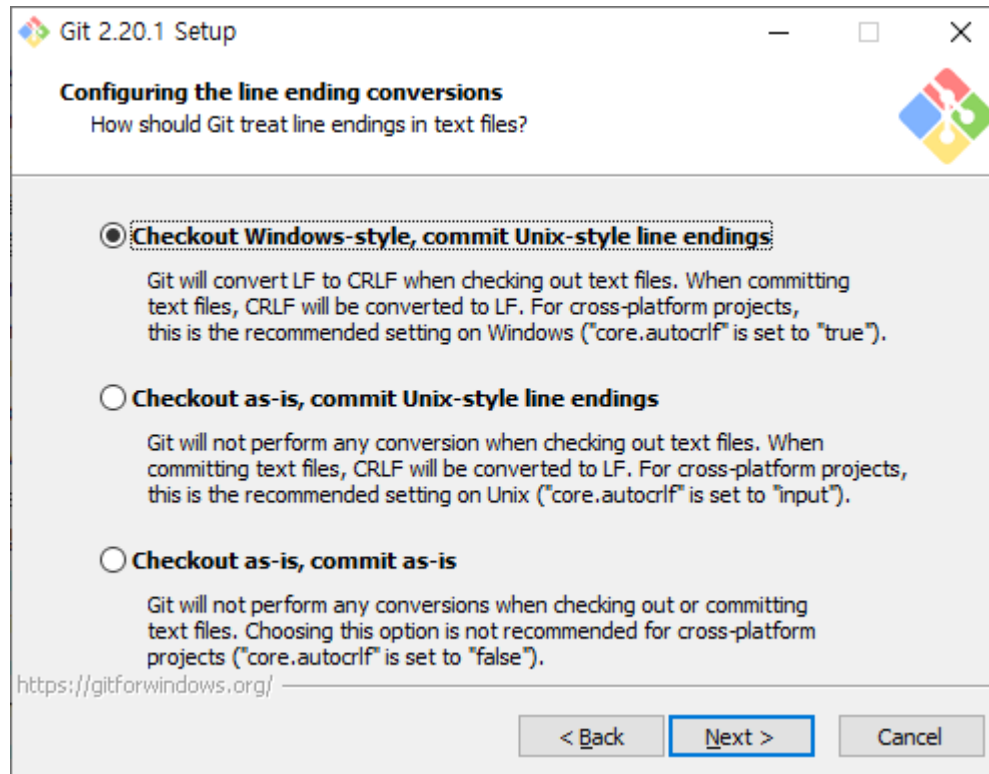 Git 2.20.1 Setup
Configuring the line ending conversions
How should Git treat line endings in text files?
Checkout Windows-style, commit Unix-style line endings
Git will convert LF to CRLF when checking out text files. When committing
text files, CRLF will be converted to LF. For cross-platform projects,
this is the recommended setting on Windows ("core.autocrlf" is set to "true").
Checkout as-is, commit Unix-style line endings
Git will not perform any conversion when checking out text files. When
committing text files, CRLF will be converted to LF. For cross-platform projects,
this is the recommended setting on Unix ("core.autocrlf" is set to "input").
Checkout as-is, commit as-is
Git will not perform any conversions when checking out or committing
text files. Choosing this option is not recommended for cross-platform
projects ("core.autocrlf" is set to "false").
https://gitforwindows.org/
< Back Next > Cancel